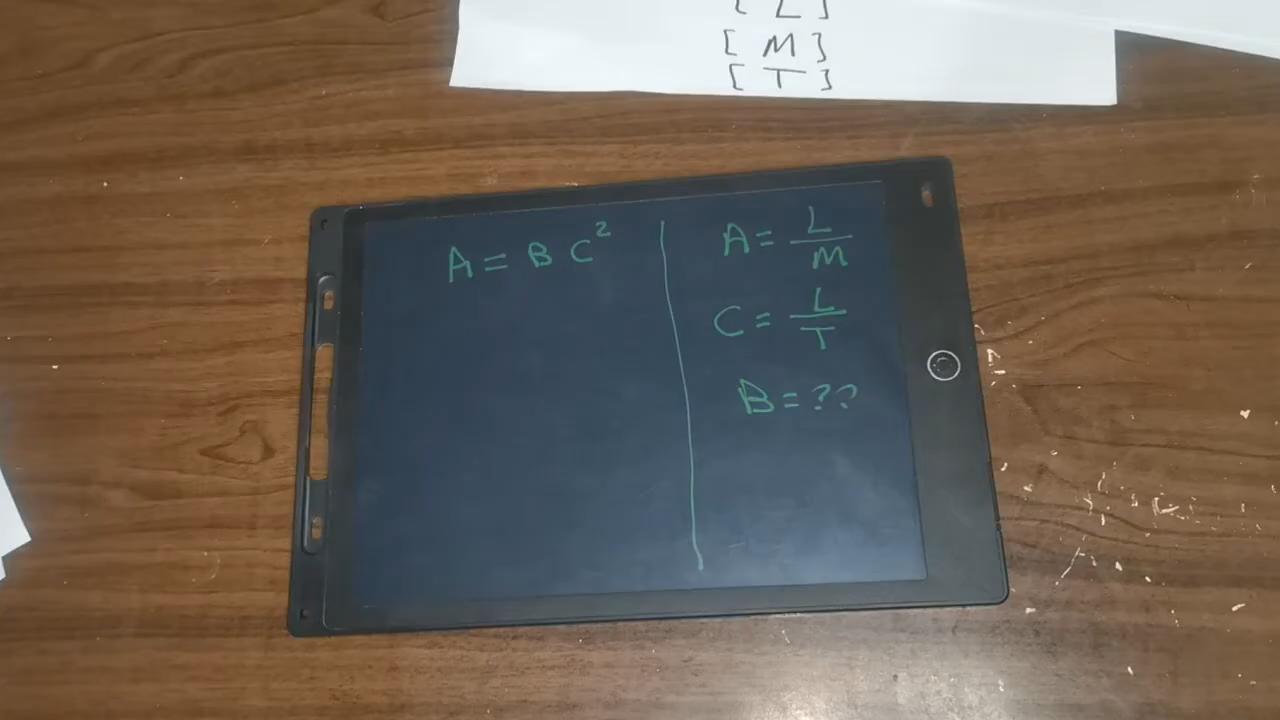 [ L ]
[ M ]
[ T ]
A = B C²
A = L/M
C = L/T
B = ??